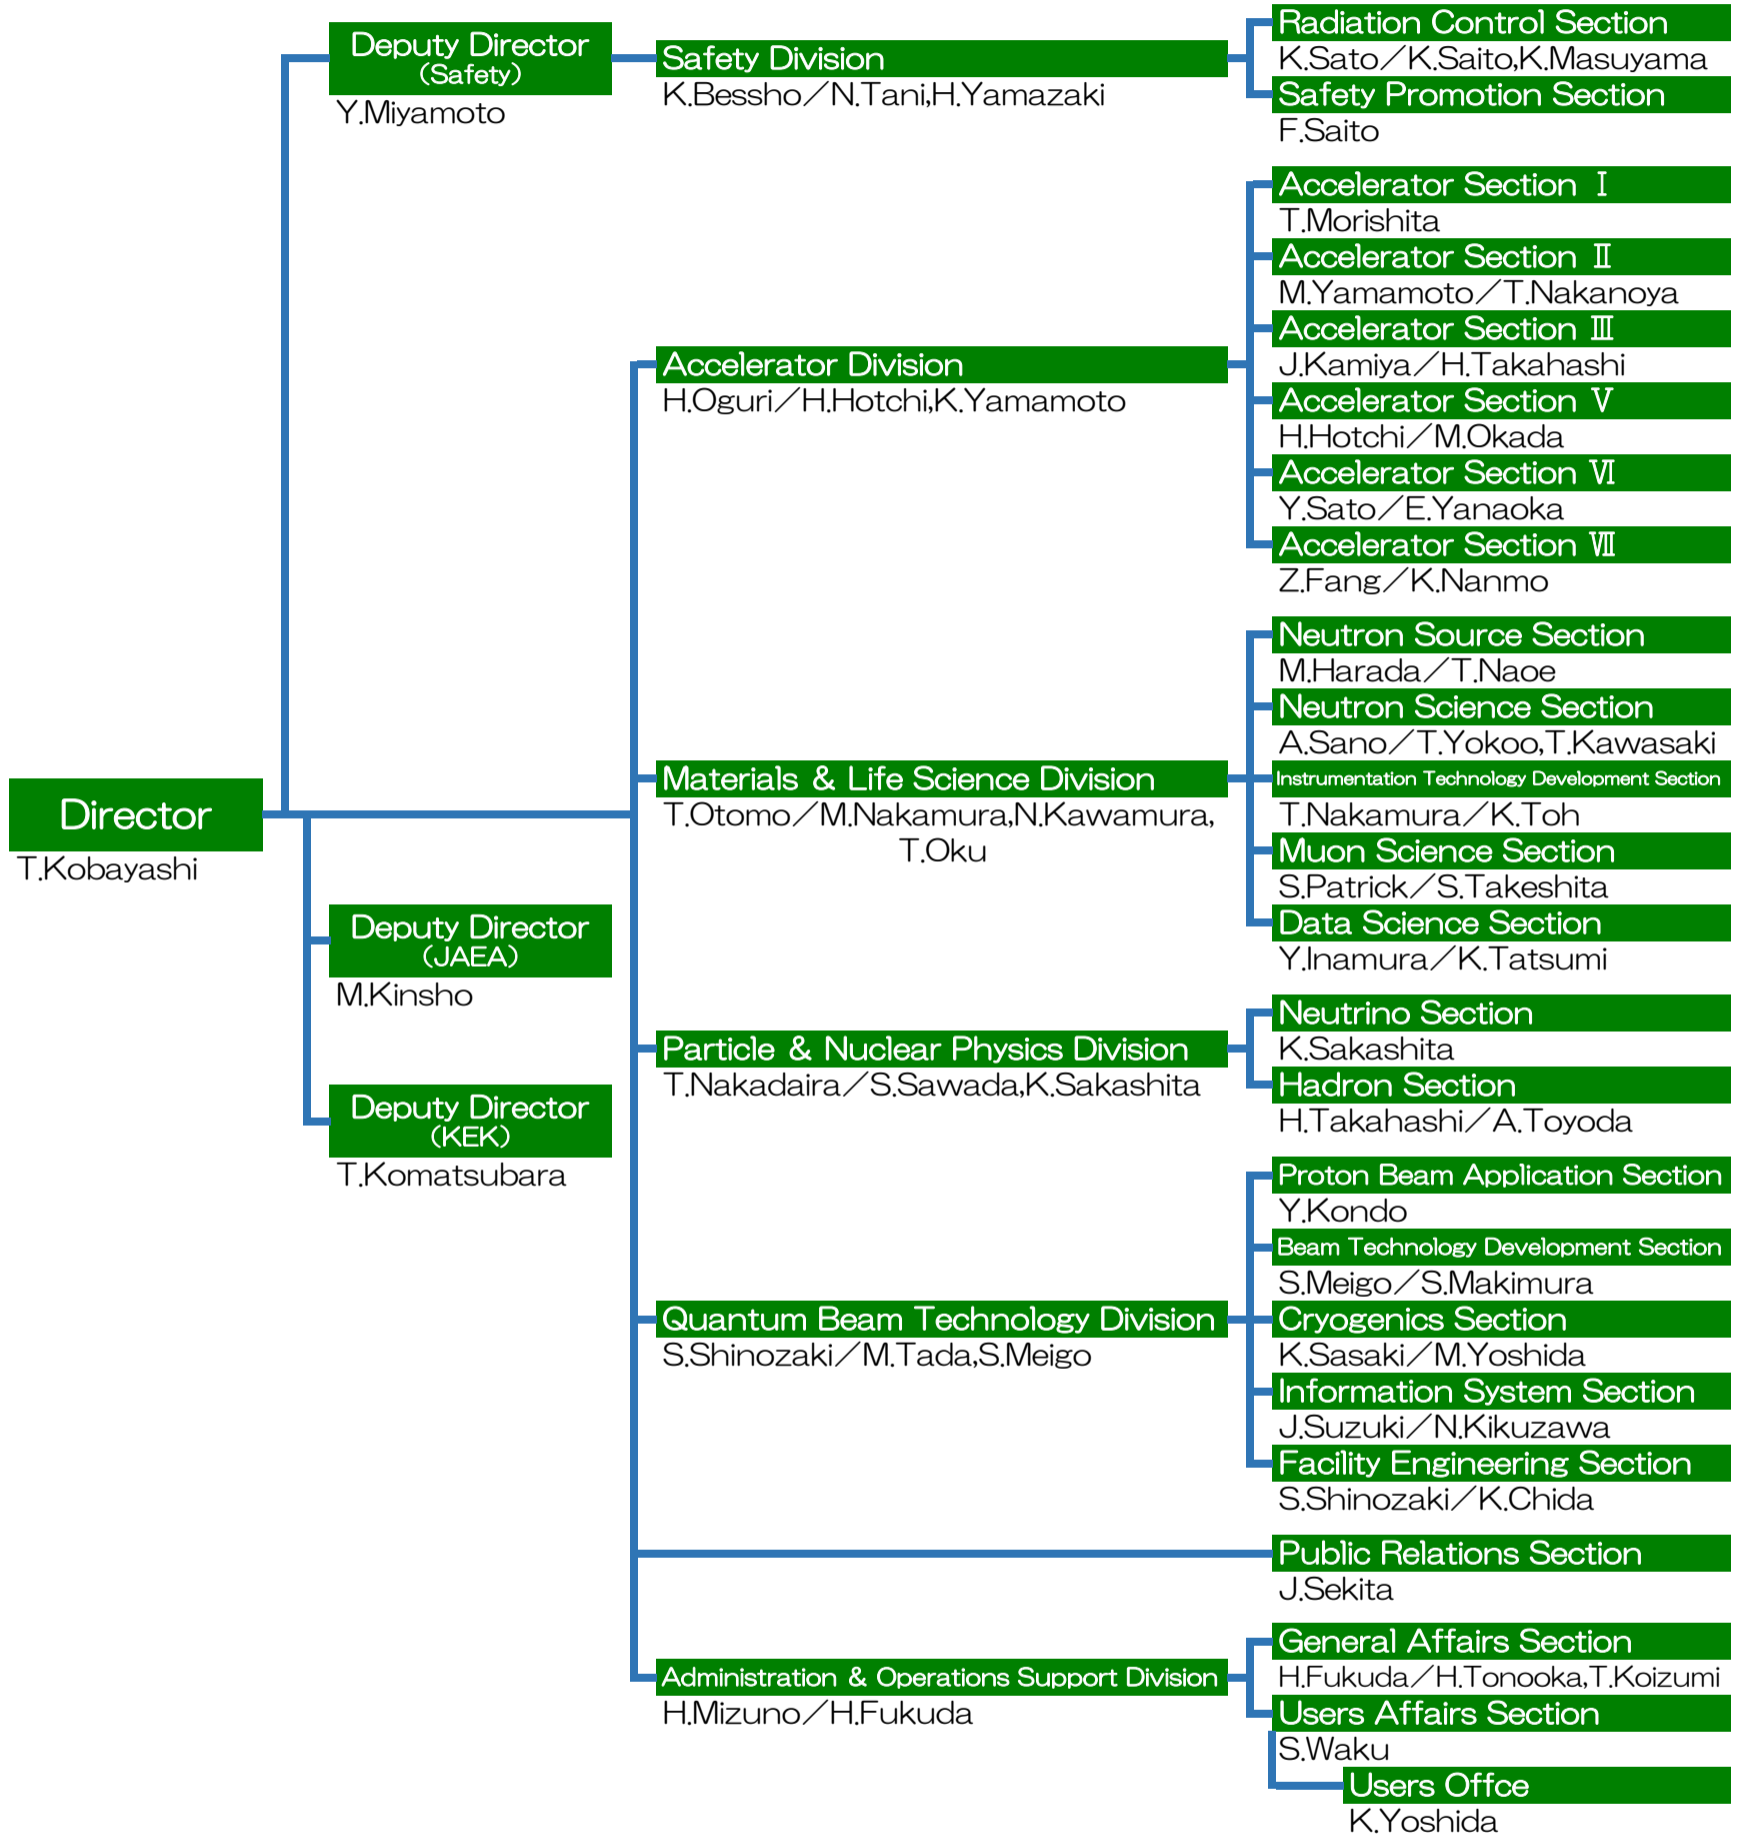 Director
T.Kobayashi
Deputy Director
(Safety)
Y.Miyamoto
Safety Division
K.Bessho／N.Tani,H.Yamazaki
Radiation Control Section
K.Sato／K.Saito,K.Masuyama
Safety Promotion Section
F.Saito
Accelerator Division
H.Oguri／H.Hotchi,K.Yamamoto
Accelerator Section Ⅰ
T.Morishita
Accelerator Section Ⅱ
M.Yamamoto／T.Nakanoya
Accelerator Section Ⅲ
J.Kamiya／H.Takahashi
Accelerator Section Ⅴ
H.Hotchi／M.Okada
Accelerator Section Ⅵ
Y.Sato／E.Yanaoka
Accelerator Section Ⅶ
Z.Fang／K.Nanmo
Materials & Life Science Division
T.Otomo／M.Nakamura,N.Kawamura,
T.Oku
Neutron Source Section
M.Harada／T.Naoe
Neutron Science Section
A.Sano／T.Yokoo,T.Kawasaki
Instrumentation Technology Development Section
T.Nakamura／K.Toh
Muon Science Section
S.Patrick／S.Takeshita
Data Science Section
Y.Inamura／K.Tatsumi
Deputy Director
(JAEA)
M.Kinsho
Deputy Director
(KEK)
T.Komatsubara
Particle & Nuclear Physics Division
T.Nakadaira／S.Sawada,K.Sakashita
Neutrino Section
K.Sakashita
Hadron Section
H.Takahashi／A.Toyoda
Quantum Beam Technology Division
S.Shinozaki／M.Tada,S.Meigo
Proton Beam Application Section
Y.Kondo
Beam Technology Development Section
S.Meigo／S.Makimura
Cryogenics Section
K.Sasaki／M.Yoshida
Information System Section
J.Suzuki／N.Kikuzawa
Facility Engineering Section
S.Shinozaki／K.Chida
Public Relations Section
J.Sekita
Administration & Operations Support Division
H.Mizuno／H.Fukuda
General Affairs Section
H.Fukuda／H.Tonooka,T.Koizumi
Users Affairs Section
S.Waku
Users Offce
K.Yoshida